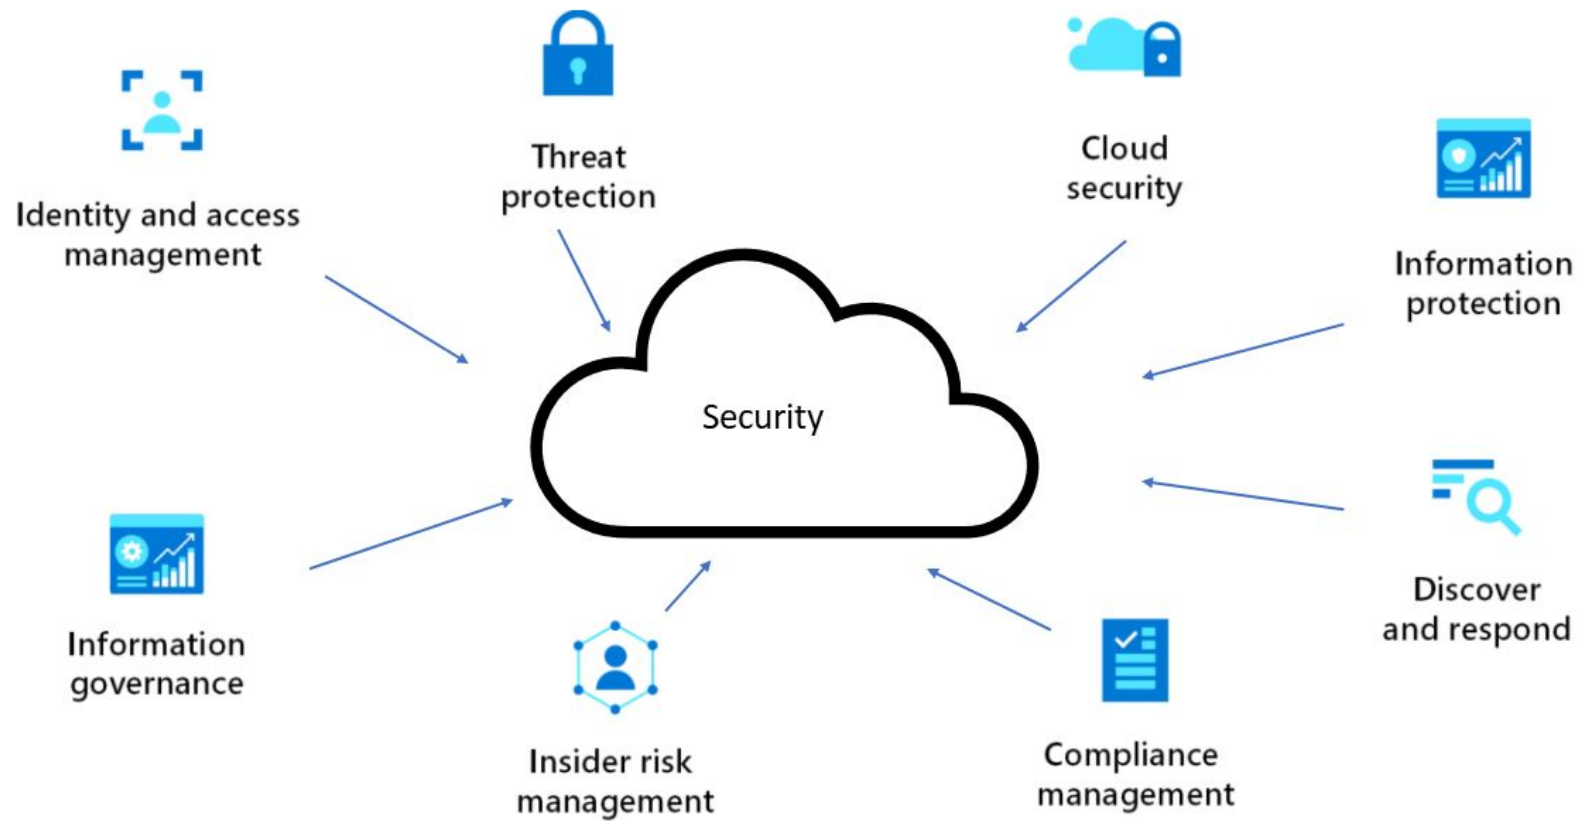 Threat
protection
Cloud
security
Identity and access
management
Information
protection
Security
Discover
and respond
Information
governance
Insider risk
management
Compliance
management